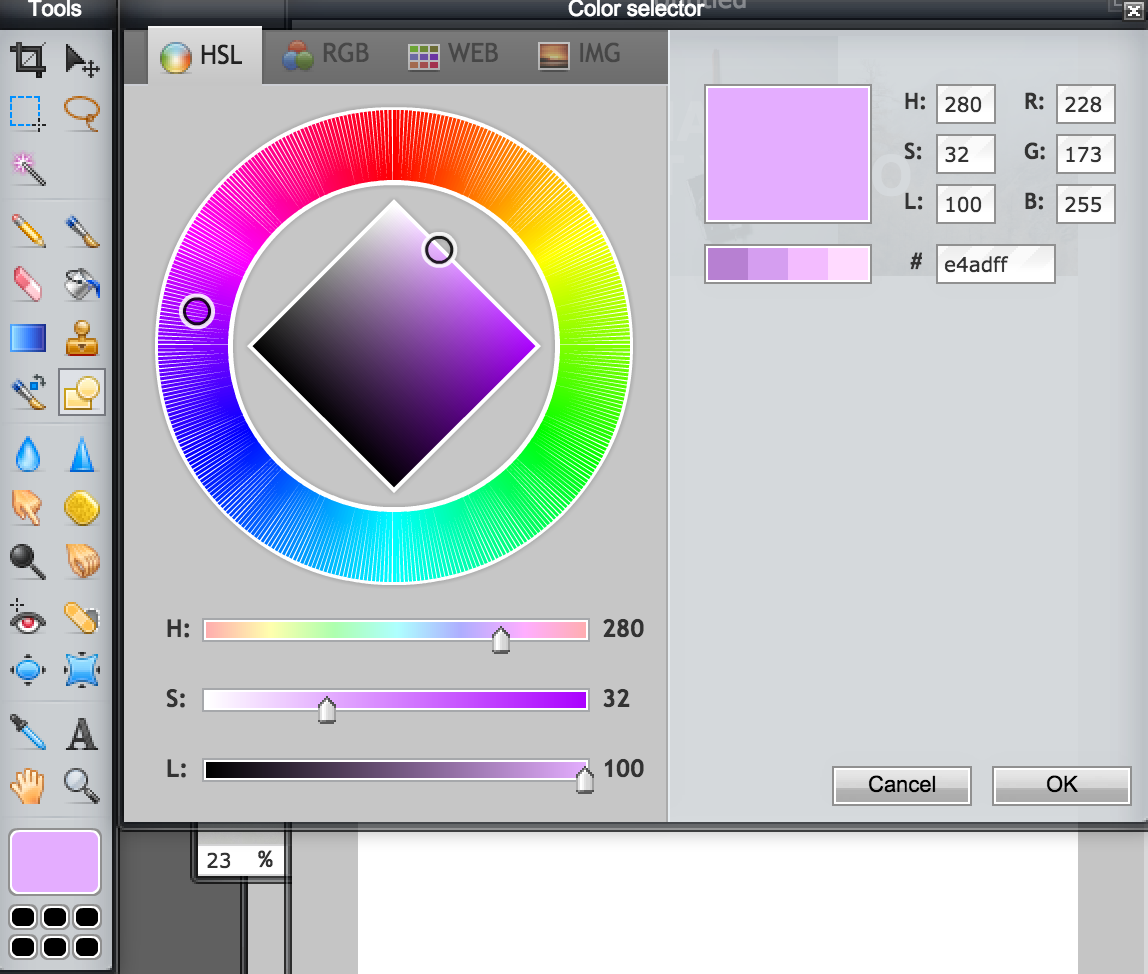 Tools
Color selector
Untitled
HSL
RGB
WEB
IMG
H: 280 R: 228
S: 32 G: 173
L: 100 B: 255
# e4adff
H: 280
S: 32
L: 100
Cancel
OK
23 %
A